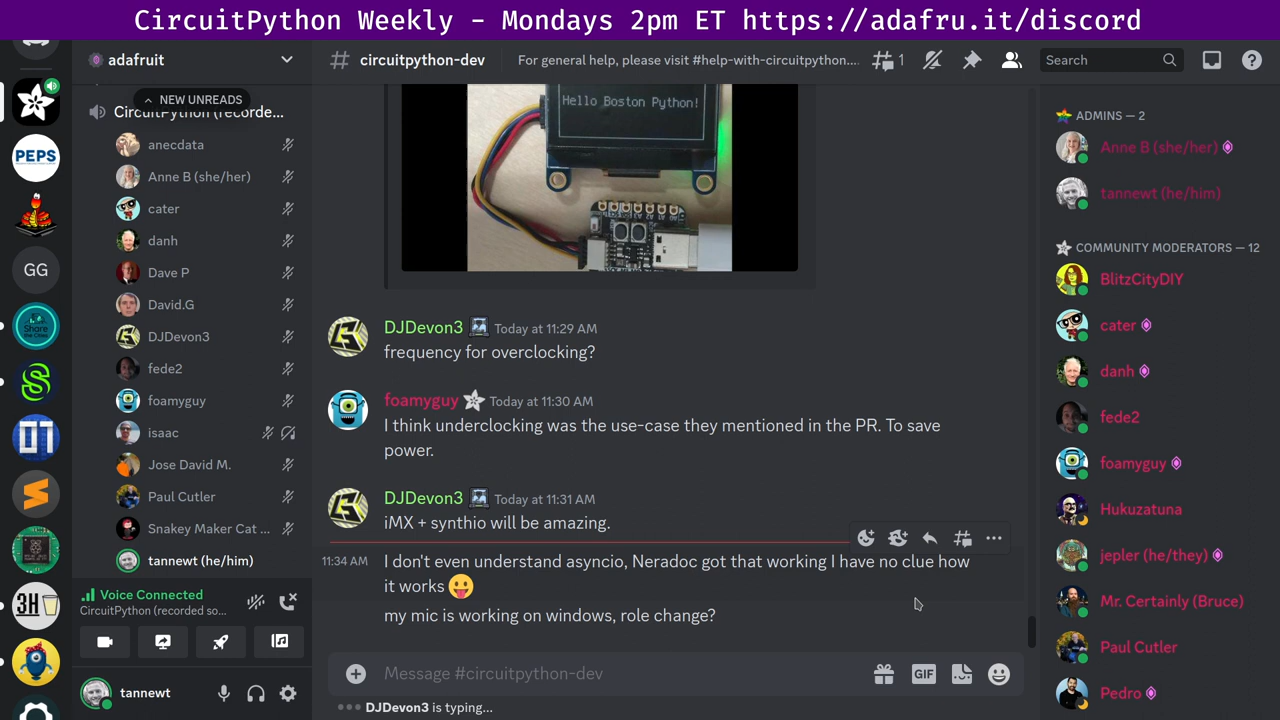 CircuitPython Weekly - Mondays 2pm ET https://adafru.it/discord
adafruit
NEW UNREADS
CircuitPython (recorde...
anecdata
Anne B (she/her)
cater
danh
Dave P
David.G
DJDevon3
fede2
foamyguy
isaac
Jose David M.
Paul Cutler
Snakey Maker Cat ...
tannewt (he/him)
Voice Connected
CircuitPython (recorded so...
tannewt
PEPS
GG
Share
the Cities
S
07
3H
circuitpython-dev
For general help, please visit #help-with-circuitpython....
1
Search
Hello Boston Python!
DJDevon3 Today at 11:29 AM
frequency for overclocking?
foamyguy Today at 11:30 AM
I think underclocking was the use-case they mentioned in the PR. To save
power.
DJDevon3 Today at 11:31 AM
iMX + synthio will be amazing.
11:34 AM I don't even understand asyncio, Neradoc got that working I have no clue how
it works
my mic is working on windows, role change?
Message #circuitpython-dev
GIF
DJDevon3 is typing...
ADMINS — 2
Anne B (she/her)
tannewt (he/him)
COMMUNITY MODERATORS — 12
BlitzCityDIY
cater
danh
fede2
foamyguy
Hukuzatuna
jepler (he/they)
Mr. Certainly (Bruce)
Paul Cutler
Pedro